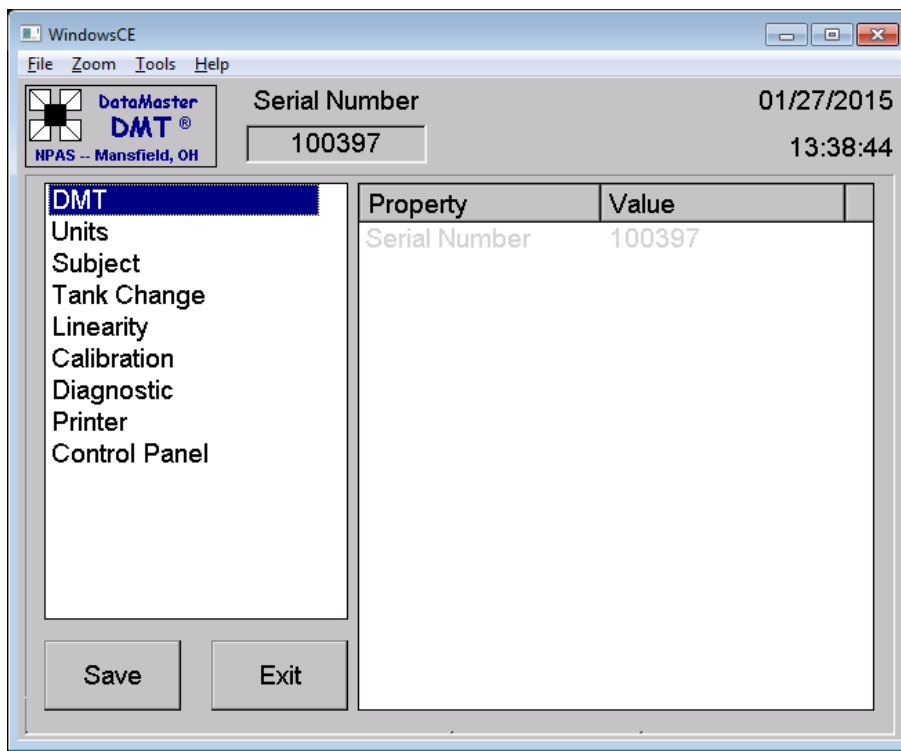 WindowsCE
File Zoom Tools Help
DataMaster
DMT ®
NPAS -- Mansfield, OH
Serial Number
100397
01/27/2015
13:38:44
DMT
Units
Subject
Tank Change
Linearity
Calibration
Diagnostic
Printer
Control Panel
Property Value
Serial Number 100397
Save Exit